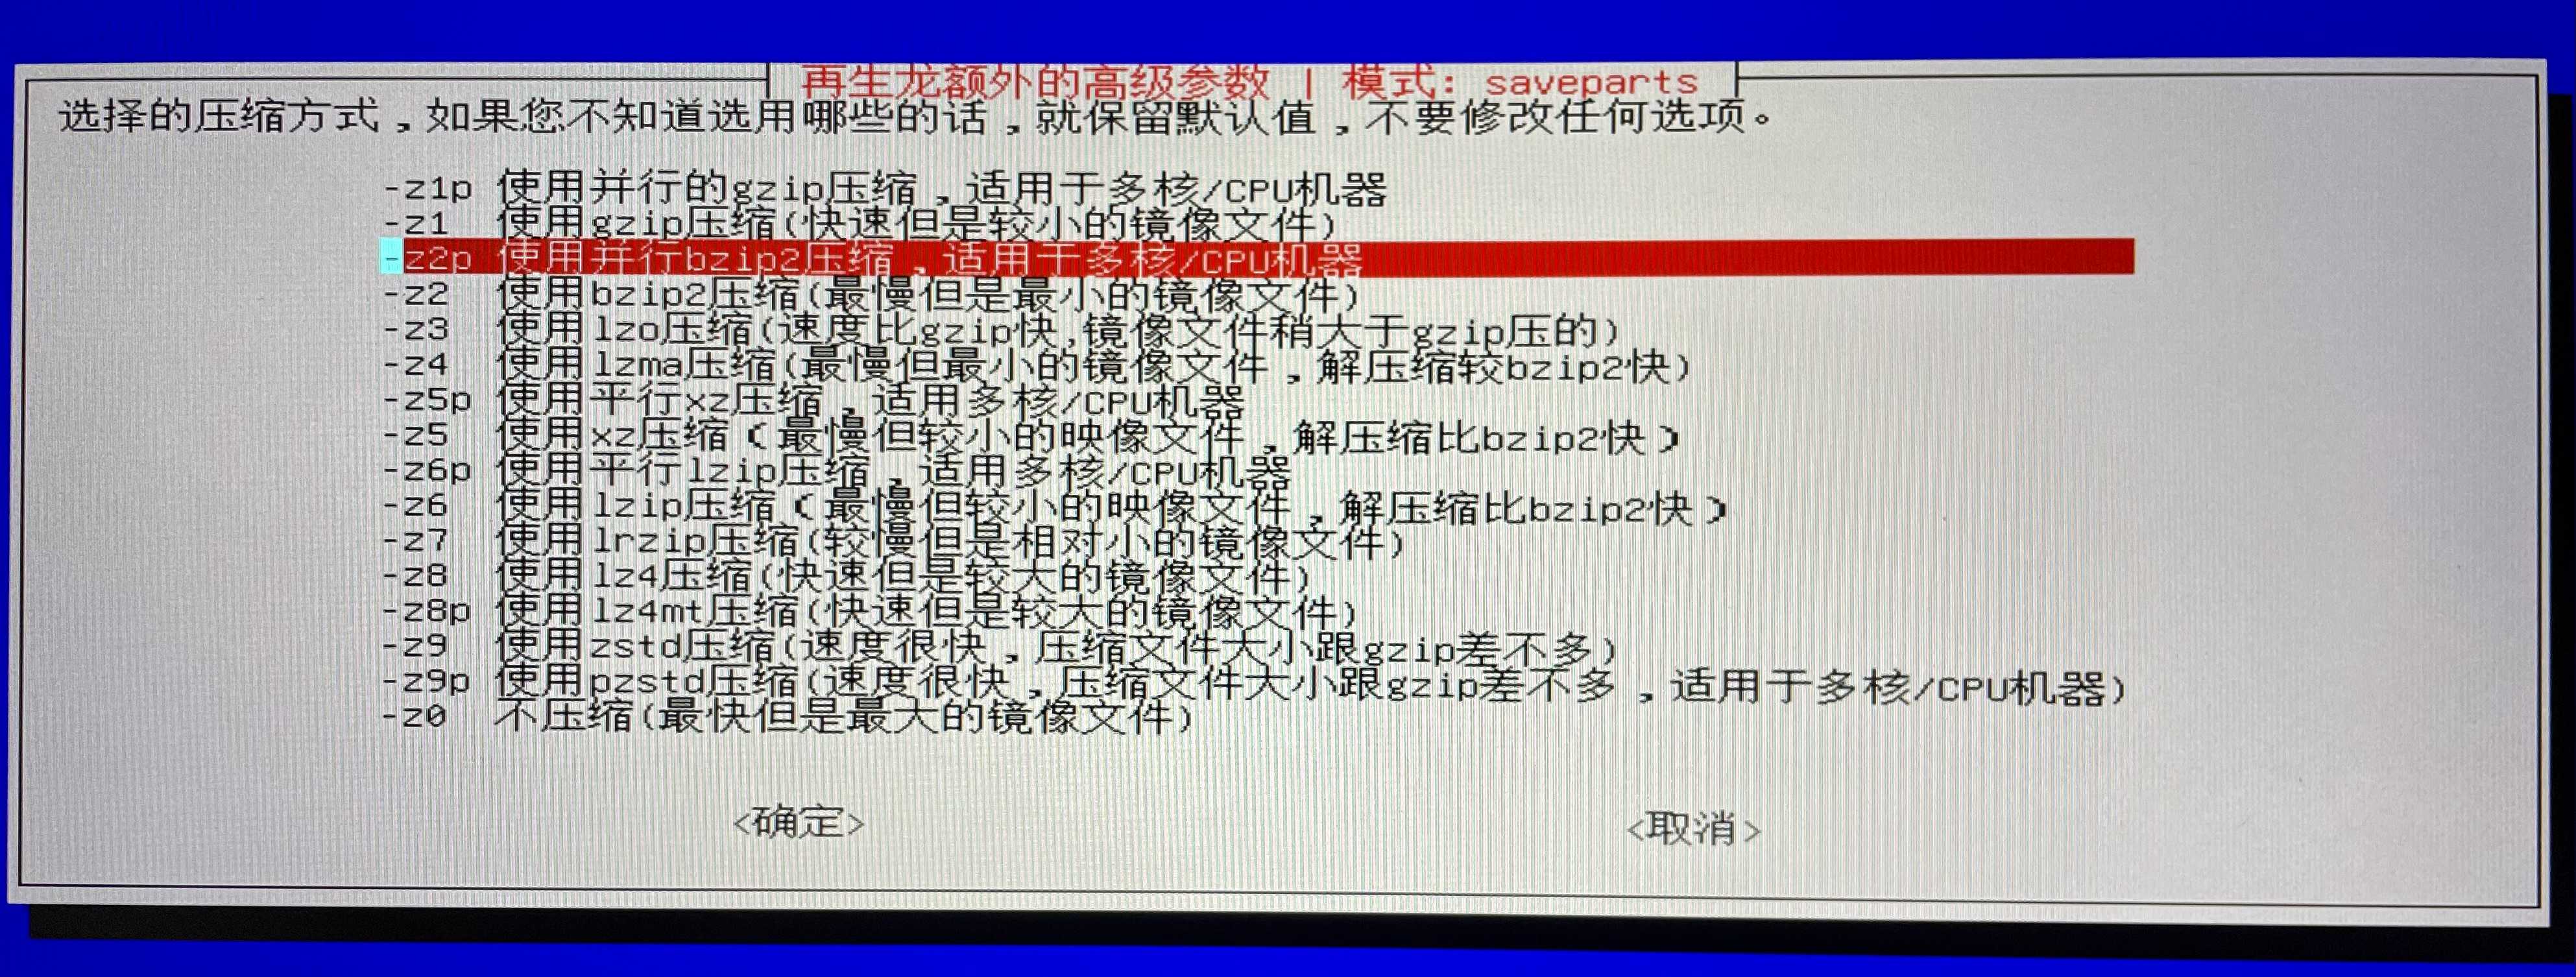 再生龙额外的高级参数 | 模式: saveparts
选择的压缩方式，如果您不知道选用哪些的话，就保留默认值，不要修改任何选项。
-z1p 使用并行的gzip压缩，适用于多核/CPU机器
-z1 使用gzip压缩(快速但是较小的镜像文件)
-z2p 使用并行bzip2压缩，适用于多核/CPU机器
-z2 使用bzip2压缩(最慢但是最小的镜像文件)
-z3 使用lzo压缩(速度比gzip快,镜像文件稍大于gzip压的)
-z4 使用lzma压缩(最慢但最小的镜像文件，解压缩较bzip2快)
-z5p 使用平行xz压缩，适用多核/CPU机器
-z5 使用xz压缩（最慢但较小的映像文件，解压缩比bzip2快）
-z6p 使用平行lzip压缩，适用多核/CPU机器
-z6 使用lzip压缩（最慢但较小的映像文件，解压缩比bzip2快）
-z7 使用lrzip压缩(较慢但是相对小的镜像文件)
-z8 使用lz4压缩(快速但是较大的镜像文件)
-z8p 使用lz4mt压缩(快速但是较大的镜像文件)
-z9 使用zstd压缩(速度很快，压缩文件大小跟gzip差不多)
-z9p 使用pzstd压缩(速度很快，压缩文件大小跟gzip差不多，适用于多核/CPU机器)
-z0 不压缩(最快但是最大的镜像文件)
<确定> <取消>